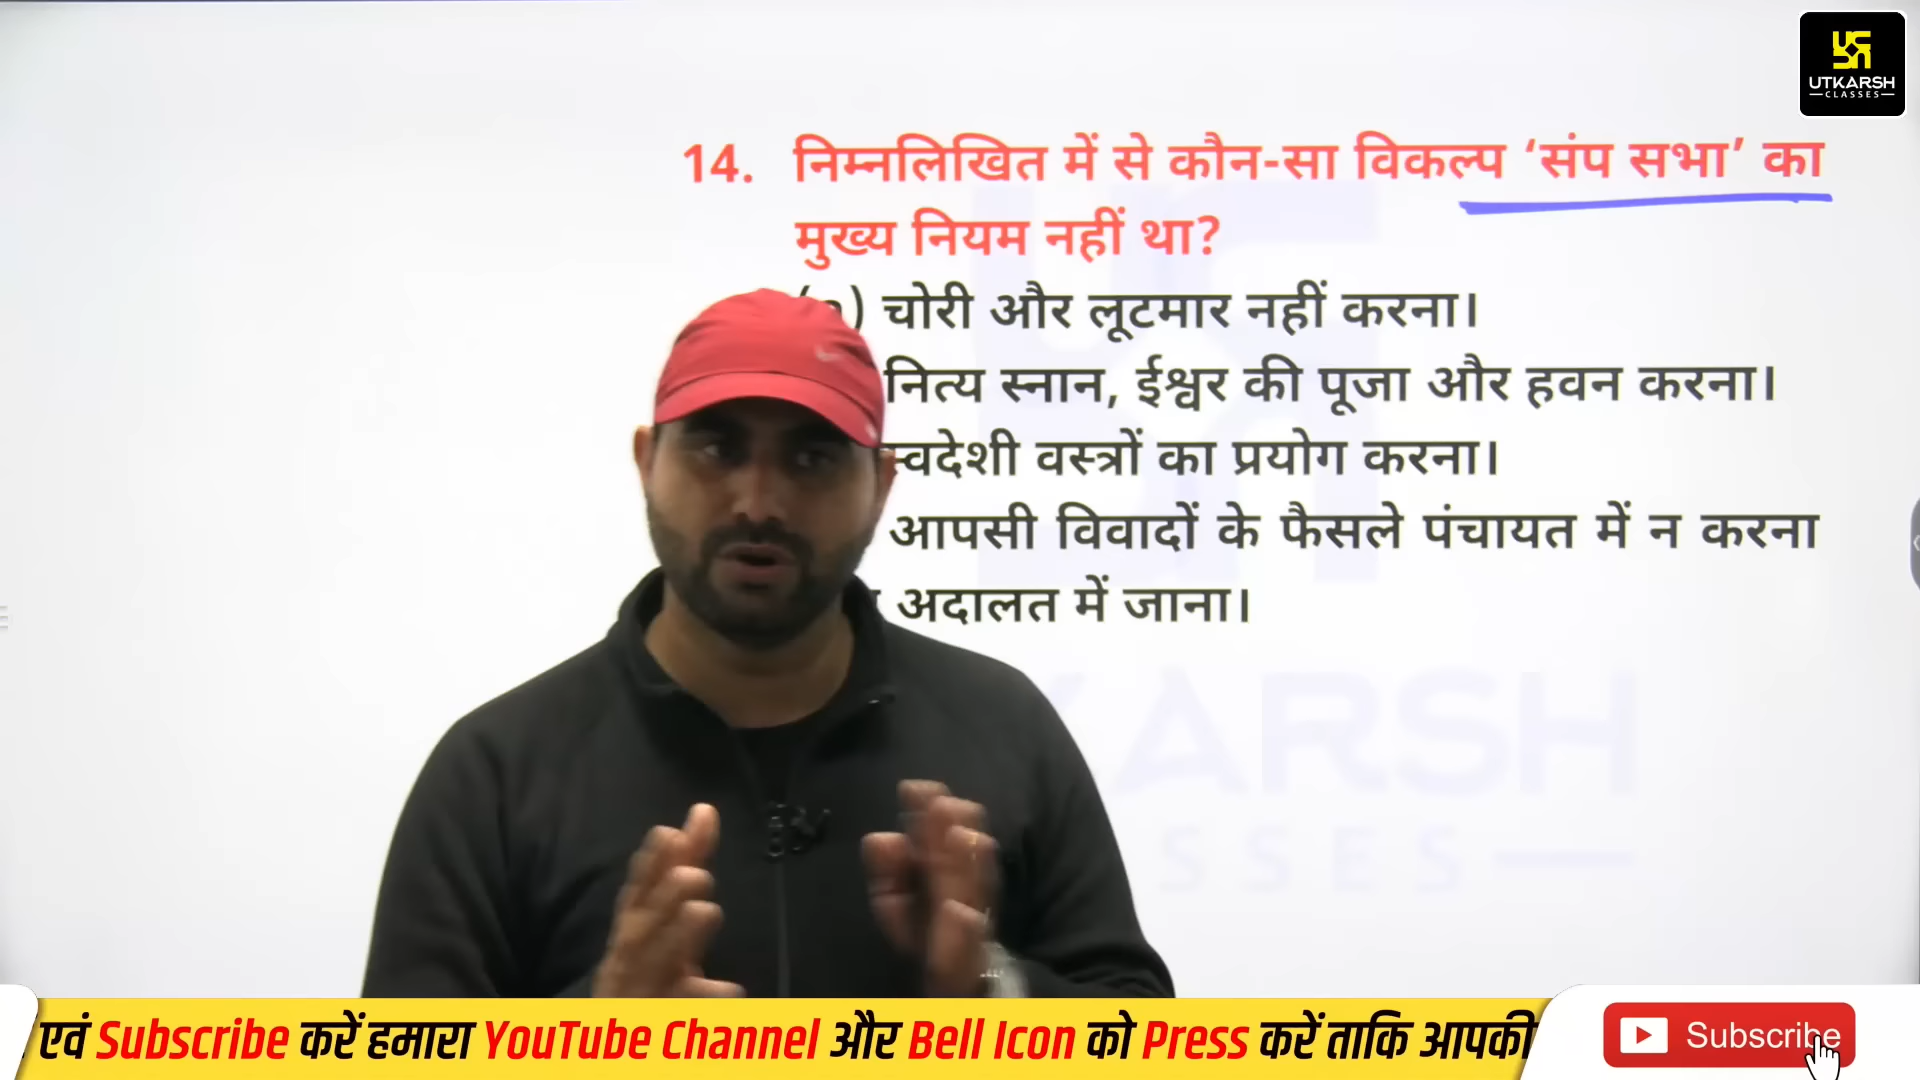 UTKARSH
CLASSES
14. निम्नलिखित में से कौन-सा विकल्प ‘संप सभा’ का
मुख्य नियम नहीं था?
चोरी और लूटमार नहीं करना।
नित्य स्नान, ईश्वर की पूजा और हवन करना।
स्वदेशी वस्त्रों का प्रयोग करना।
आपसी विवादों के फैसले पंचायत में न करना
अदालत में जाना।
ARSH
SSES
एवं Subscribe करें हमारा YouTube Channel और Bell Icon को Press करें ताकि आपकी
Subscribe